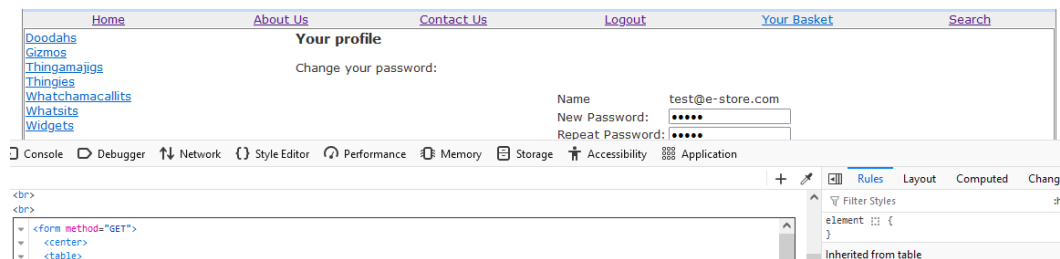 Home About Us Contact Us Logout Your Basket Search
Doodahs
Gizmos
Thingamajigs
Thingies
Whatchamacallits
Whatsits
Widgets
Your profile
Change your password:
Name test@e-store.com
New Password: •••••
Repeat Password: •••••
Console Debugger Network {} Style Editor Performance Memory Storage Accessibility Application
+ Rules Layout Computed Chang
<br>
<br>
<form method="GET">
<center>
<table>
Filter Styles :h
element {
}
Inherited from table